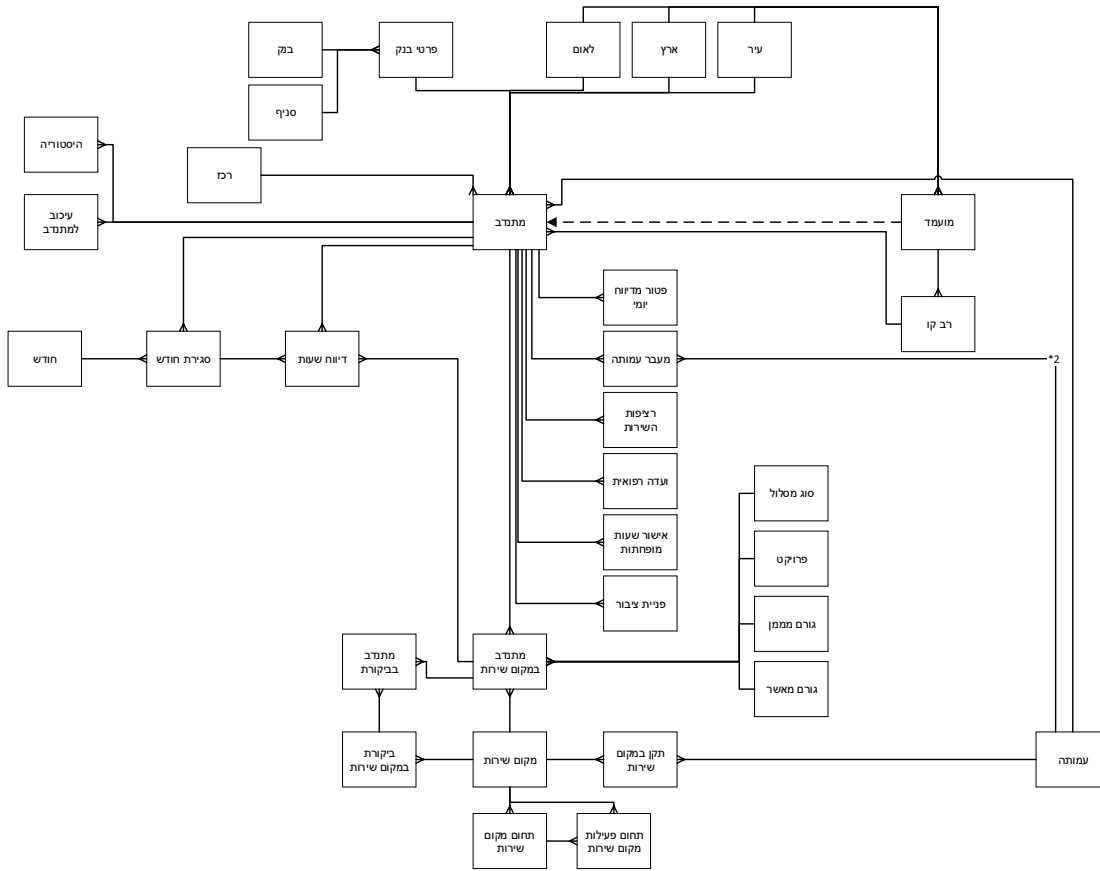 בנק
פרטי בנק
לאום
ארץ
עיר
סניף
היסטוריה
רכז
עיכוב
למתנדב
מתנדב
מועמד
פטור מדיווח
יומי
רב קו
חודש
סגירת חודש
דיווח שעות
מעבר עמותה
*2
רציפות
השירות
ועדה רפואית
סוג מסלול
אישור שעות
מופחתות
פרויקט
פניית ציבור
גורם מממן
מתנדב
בביקורת
מתנדב
במקום שירות
גורם מאשר
ביקורת
במקום שירות
מקום שירות
תקן במקום
שירות
עמותה
תחום מקום
שירות
תחום פעילות
מקום שירות